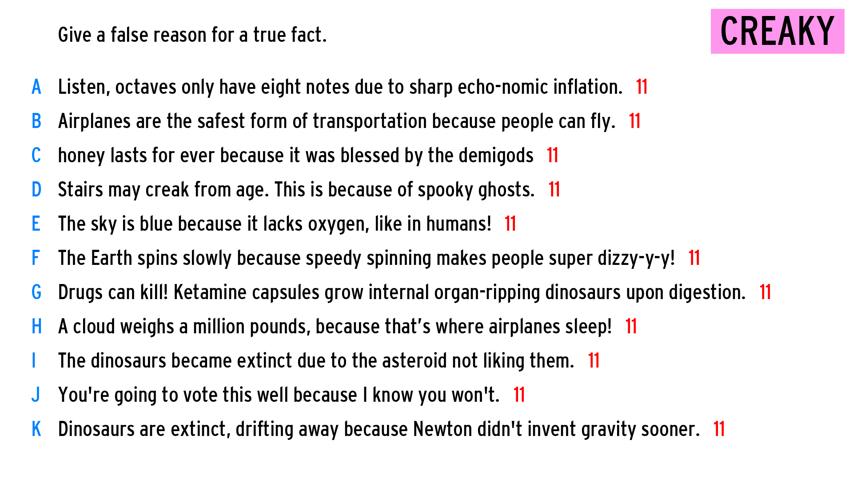 Give a false reason for a true fact.
CREAKY
A Listen, octaves only have eight notes due to sharp echo-nomic inflation. 11
B Airplanes are the safest form of transportation because people can fly. 11
C honey lasts for ever because it was blessed by the demigods 11
D Stairs may creak from age. This is because of spooky ghosts. 11
E The sky is blue because it lacks oxygen, like in humans! 11
F The Earth spins slowly because speedy spinning makes people super dizzy-y-y! 11
G Drugs can kill! Ketamine capsules grow internal organ-ripping dinosaurs upon digestion. 11
H A cloud weighs a million pounds, because that’s where airplanes sleep! 11
I The dinosaurs became extinct due to the asteroid not liking them. 11
J You're going to vote this well because I know you won't. 11
K Dinosaurs are extinct, drifting away because Newton didn't invent gravity sooner. 11